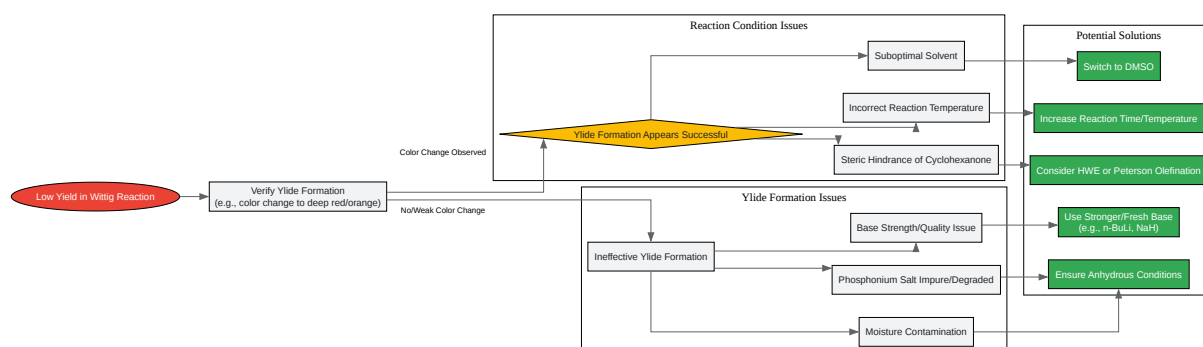 Reaction Condition Issues
Potential Solutions
Suboptimal Solvent
Switch to DMSO
Incorrect Reaction Temperature
Increase Reaction Time/Temperature
Ylide Formation Appears Successful
Color Change Observed
Steric Hindrance of Cyclohexanone
Consider HWE or Peterson Olefination
Low Yield in Wittig Reaction
Verify Ylide Formation
(e.g., color change to deep red/orange)
No/Weak Color Change
Ylide Formation Issues
Base Strength/Quality Issue
Use Stronger/Fresh Base
(e.g., n-BuLi, NaH)
Ineffective Ylide Formation
Phosphonium Salt Impure/Degraded
Ensure Anhydrous Conditions
Moisture Contamination